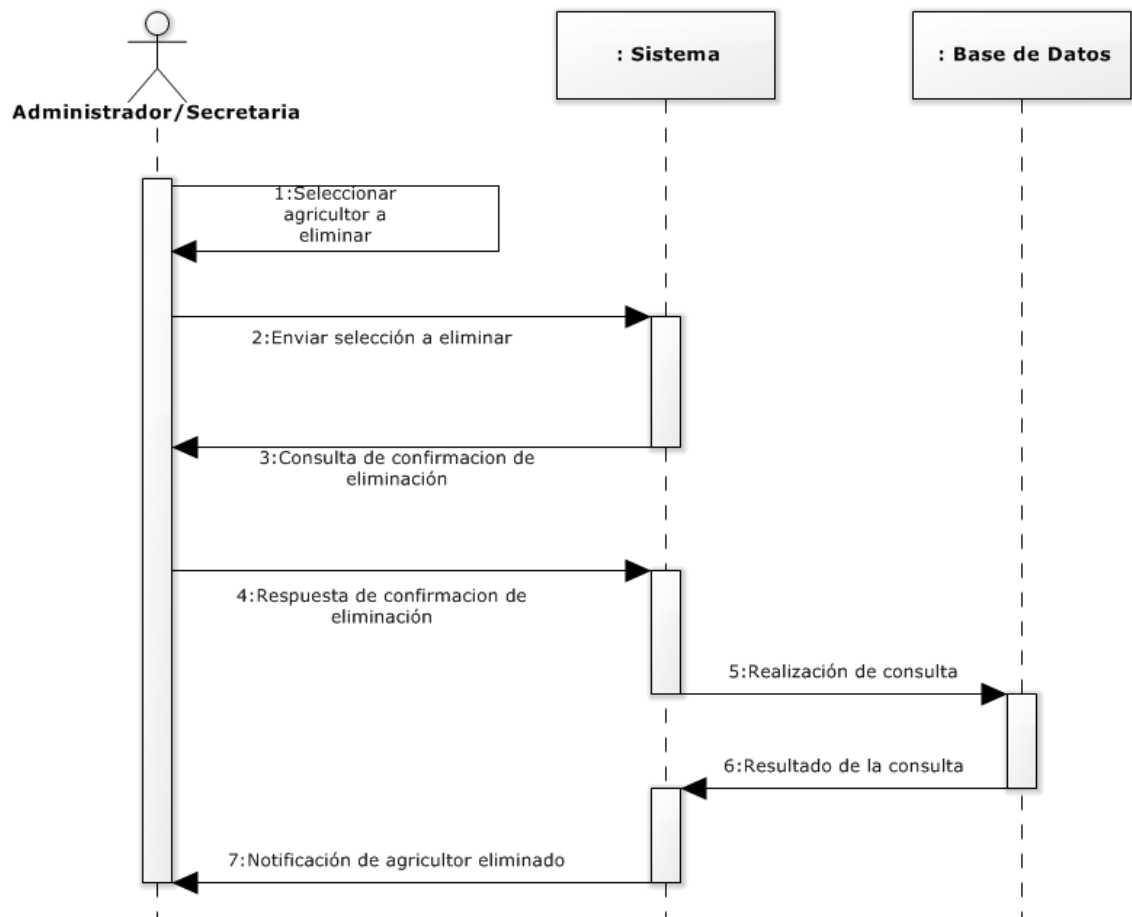 : Sistema
: Base de Datos
Administrador/Secretaria
1:Seleccionar
agricultor a
eliminar
2:Enviar selección a eliminar
3:Consulta de confirmacion de
eliminación
4:Respuesta de confirmacion de
eliminación
5:Realización de consulta
6:Resultado de la consulta
7:Notificación de agricultor eliminado